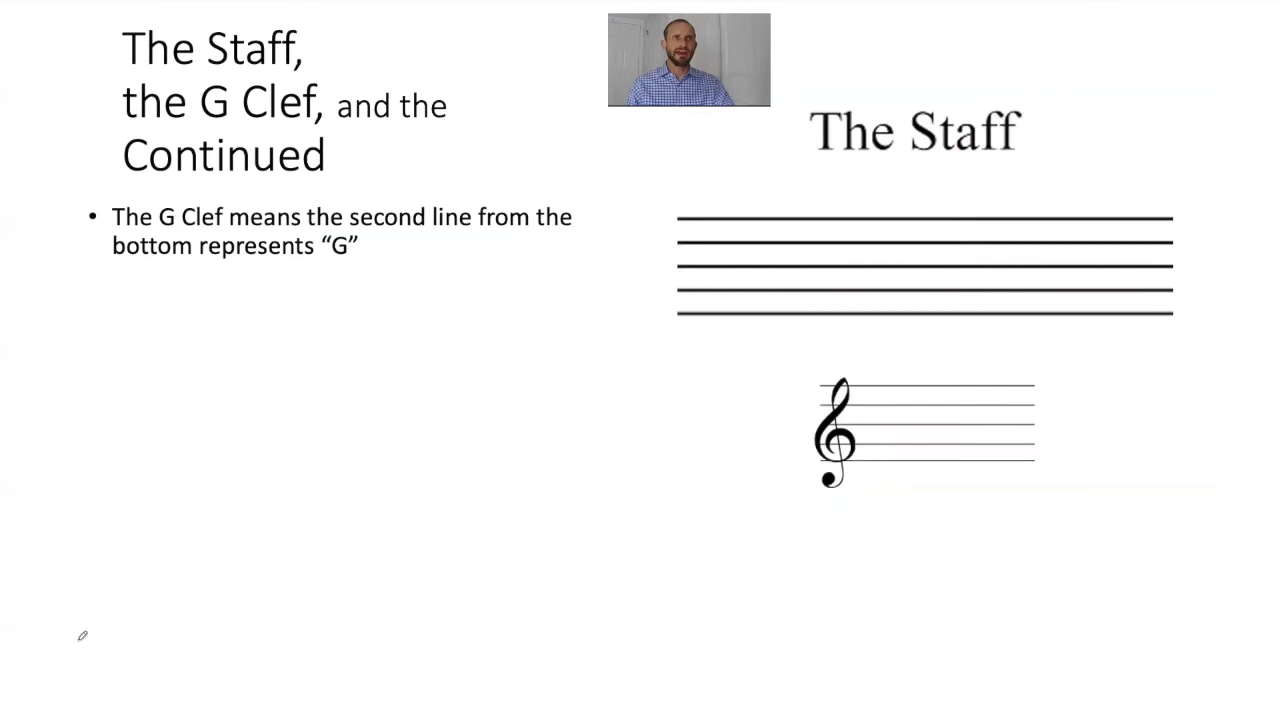 The Staff,
the G Clef, and the
Continued
• The G Clef means the second line from the
bottom represents “G”
The Staff